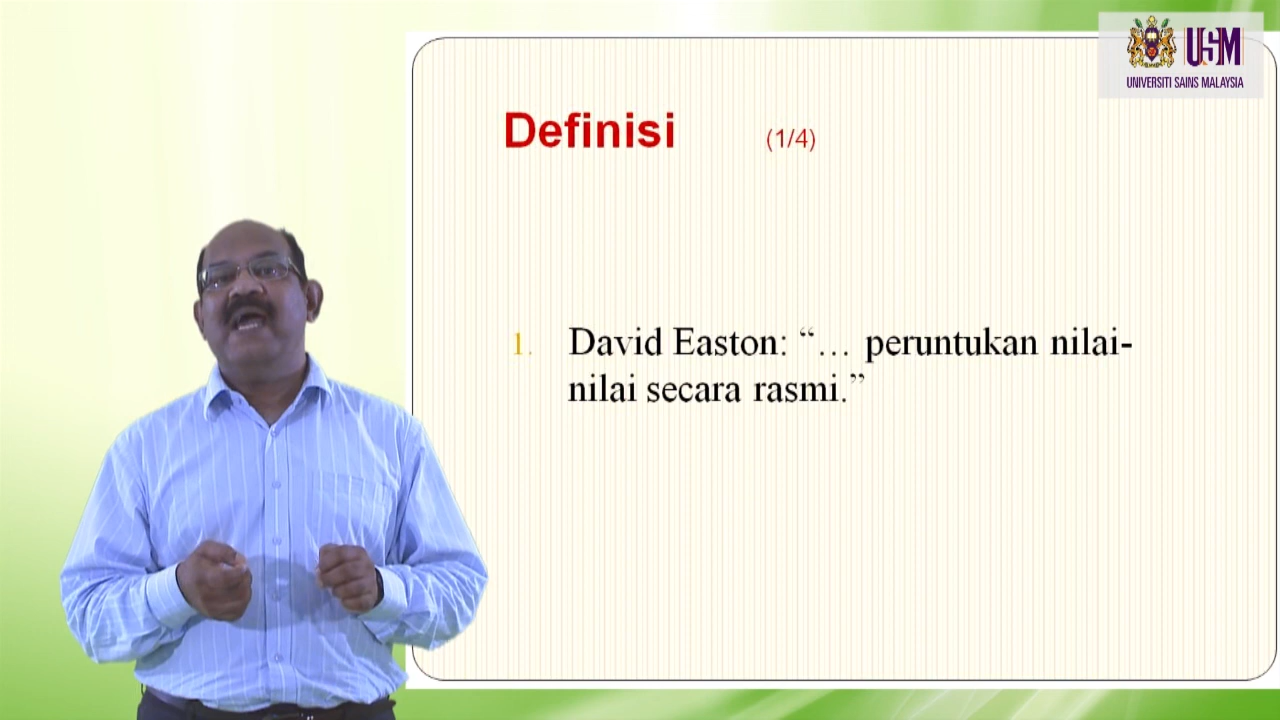 USM
UNIVERSITI SAINS MALAYSIA
Definisi (1/4)
1. David Easton: “… peruntukan nilai-
nilai secara rasmi.”